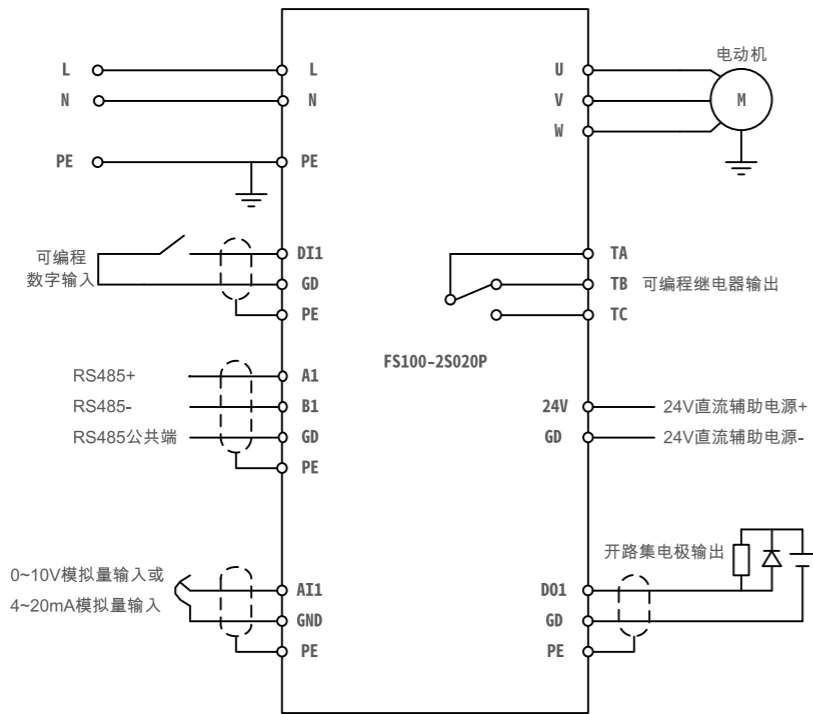 电动机
L
L
U
N
N
V
M
W
PE
PE
可编程
数字输入
DI1
GD
PE
TA
TB
可编程继电器输出
TC
FS100-2S020P
RS485+
A1
RS485-
B1
RS485公共端
GD
PE
24V
24V直流辅助电源+
GD
24V直流辅助电源-
开路集电极输出
0~10V模拟量输入或
4~20mA模拟量输入
AI1
GND
PE
DO1
GD
PE